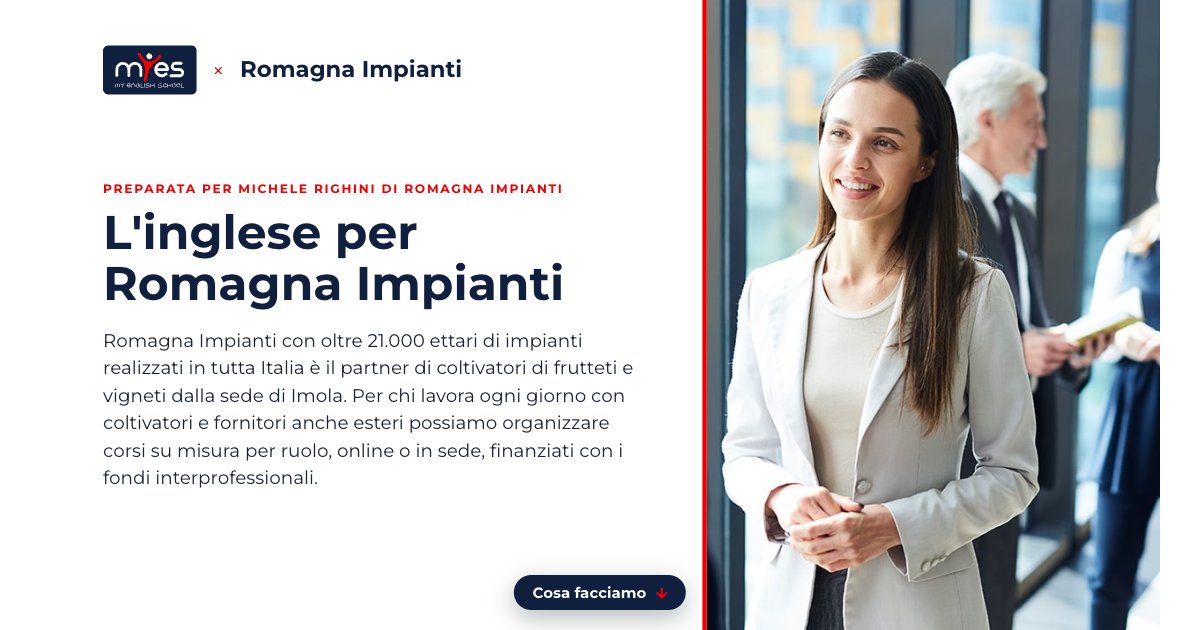 myes
MY ENGLISH SCHOOL
× Romagna Impianti
PREPARATA PER MICHELE RIGHINI DI ROMAGNA IMPIANTI
L'inglese per
Romagna Impianti
Romagna Impianti con oltre 21.000 ettari di impianti
realizzati in tutta Italia è il partner di coltivatori di frutteti e
vigneti dalla sede di Imola. Per chi lavora ogni giorno con
coltivatori e fornitori anche esteri possiamo organizzare
corsi su misura per ruolo, online o in sede, finanziati con i
fondi interprofessionali.
Cosa facciamo ↓